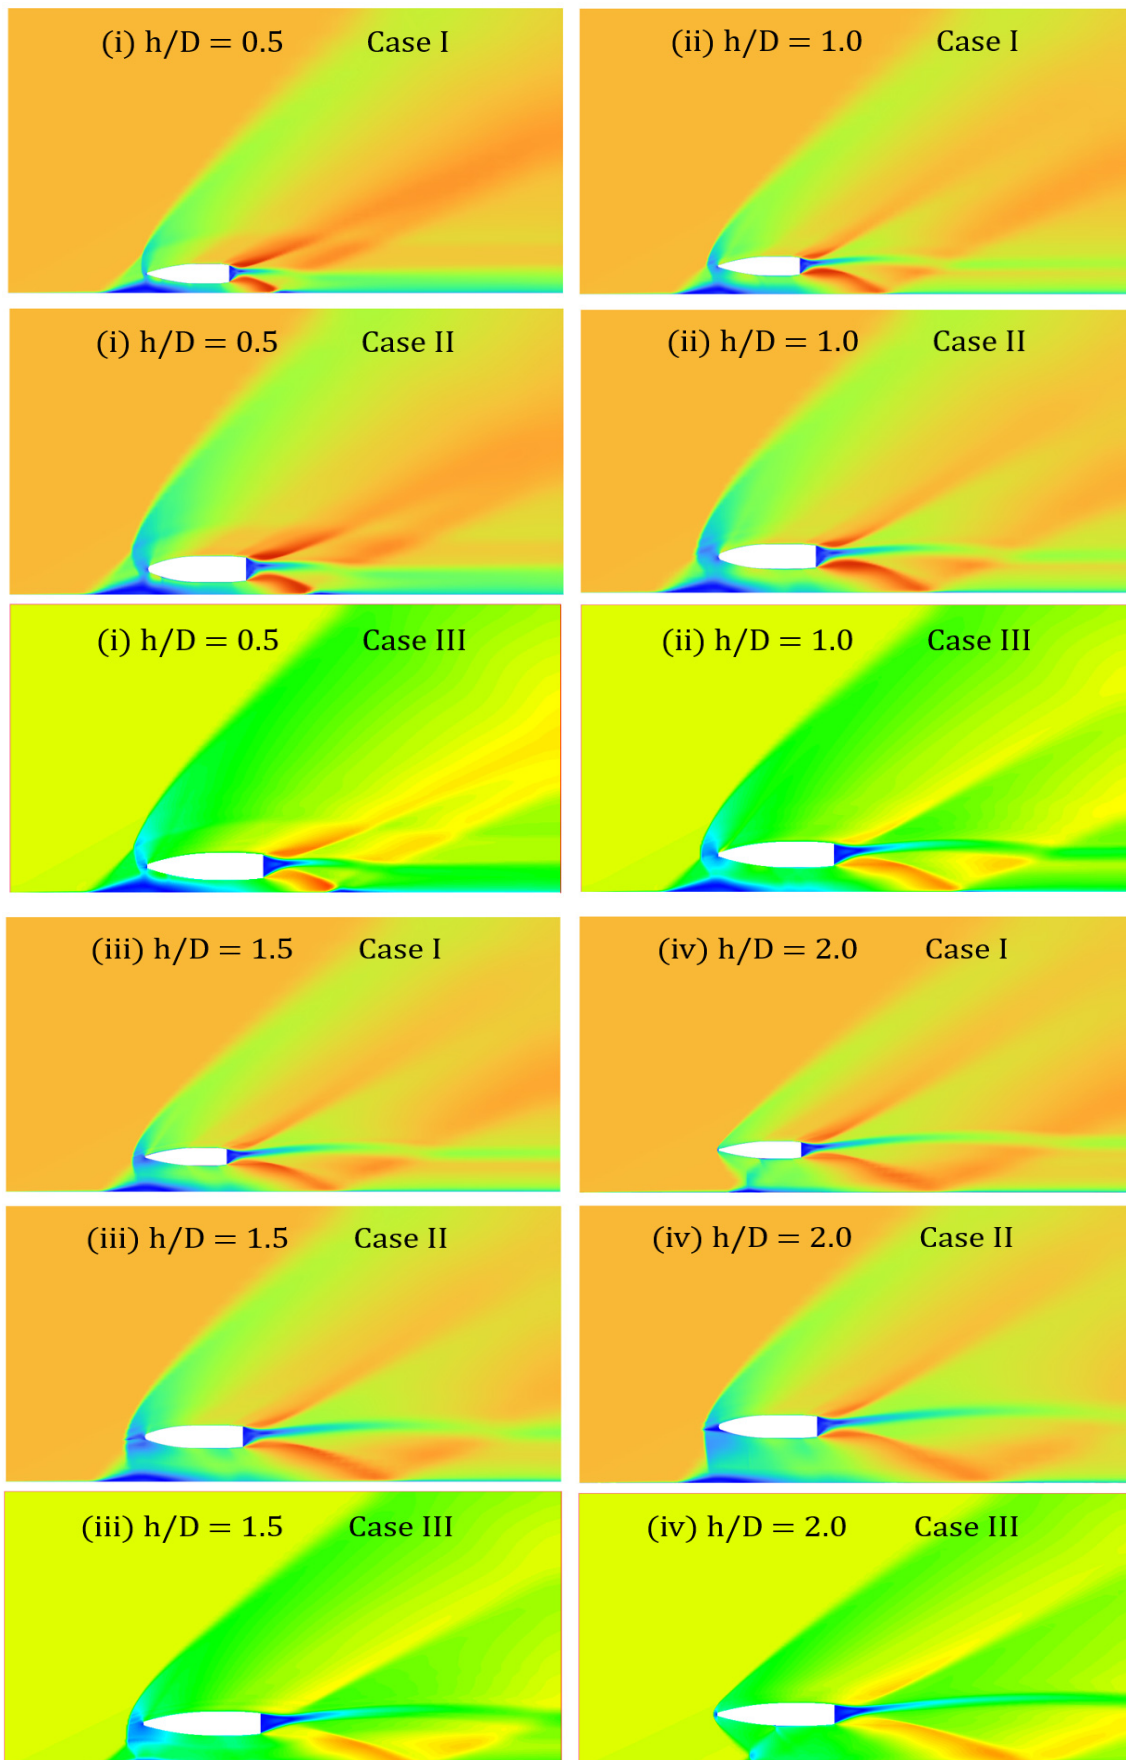 (i) h/D = 0.5 Case I
(ii) h/D = 1.0 Case I
(i) h/D = 0.5 Case II
(ii) h/D = 1.0 Case II
(i) h/D = 0.5 Case III
(ii) h/D = 1.0 Case III
(iii) h/D = 1.5 Case I
(iv) h/D = 2.0 Case I
(iii) h/D = 1.5 Case II
(iv) h/D = 2.0 Case II
(iii) h/D = 1.5 Case III
(iv) h/D = 2.0 Case III